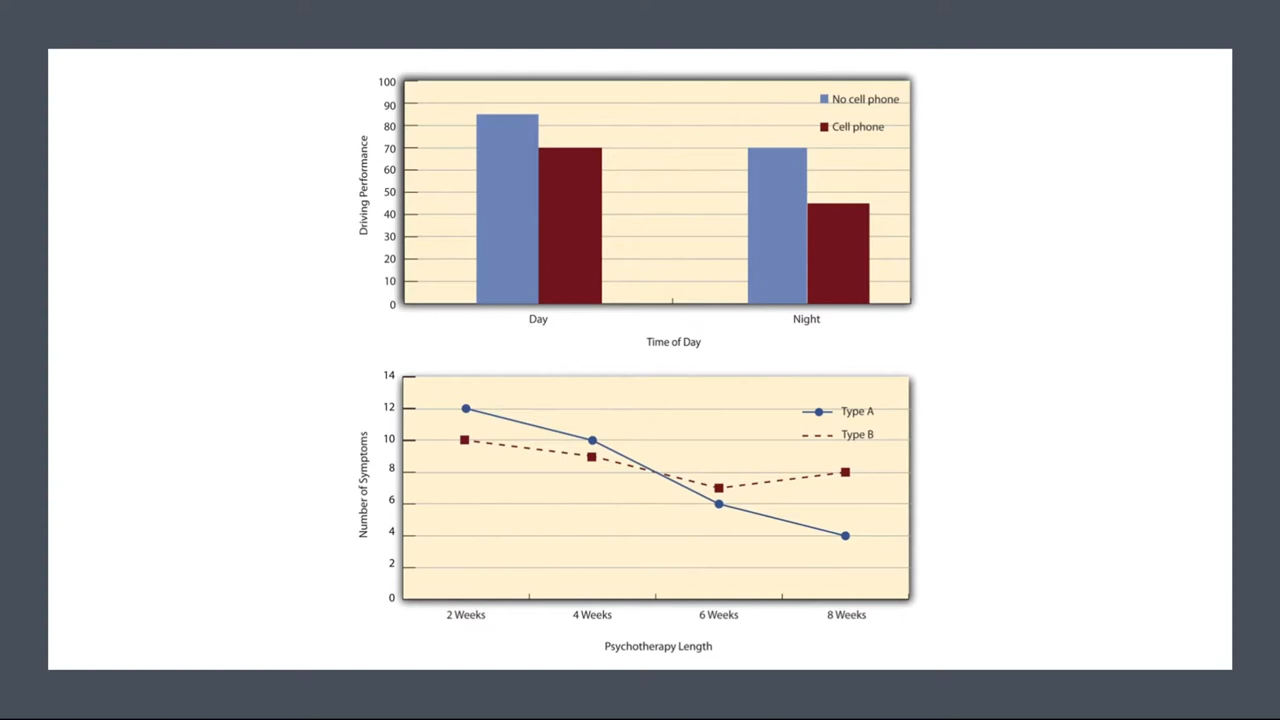 100
90
80
70
60
50
40
30
20
10
0
Driving Performance
No cell phone
Cell phone
Day
Night
Time of Day
14
12
10
8
6
4
2
0
Number of Symptoms
Type A
Type B
2 Weeks
4 Weeks
6 Weeks
8 Weeks
Psychotherapy Length